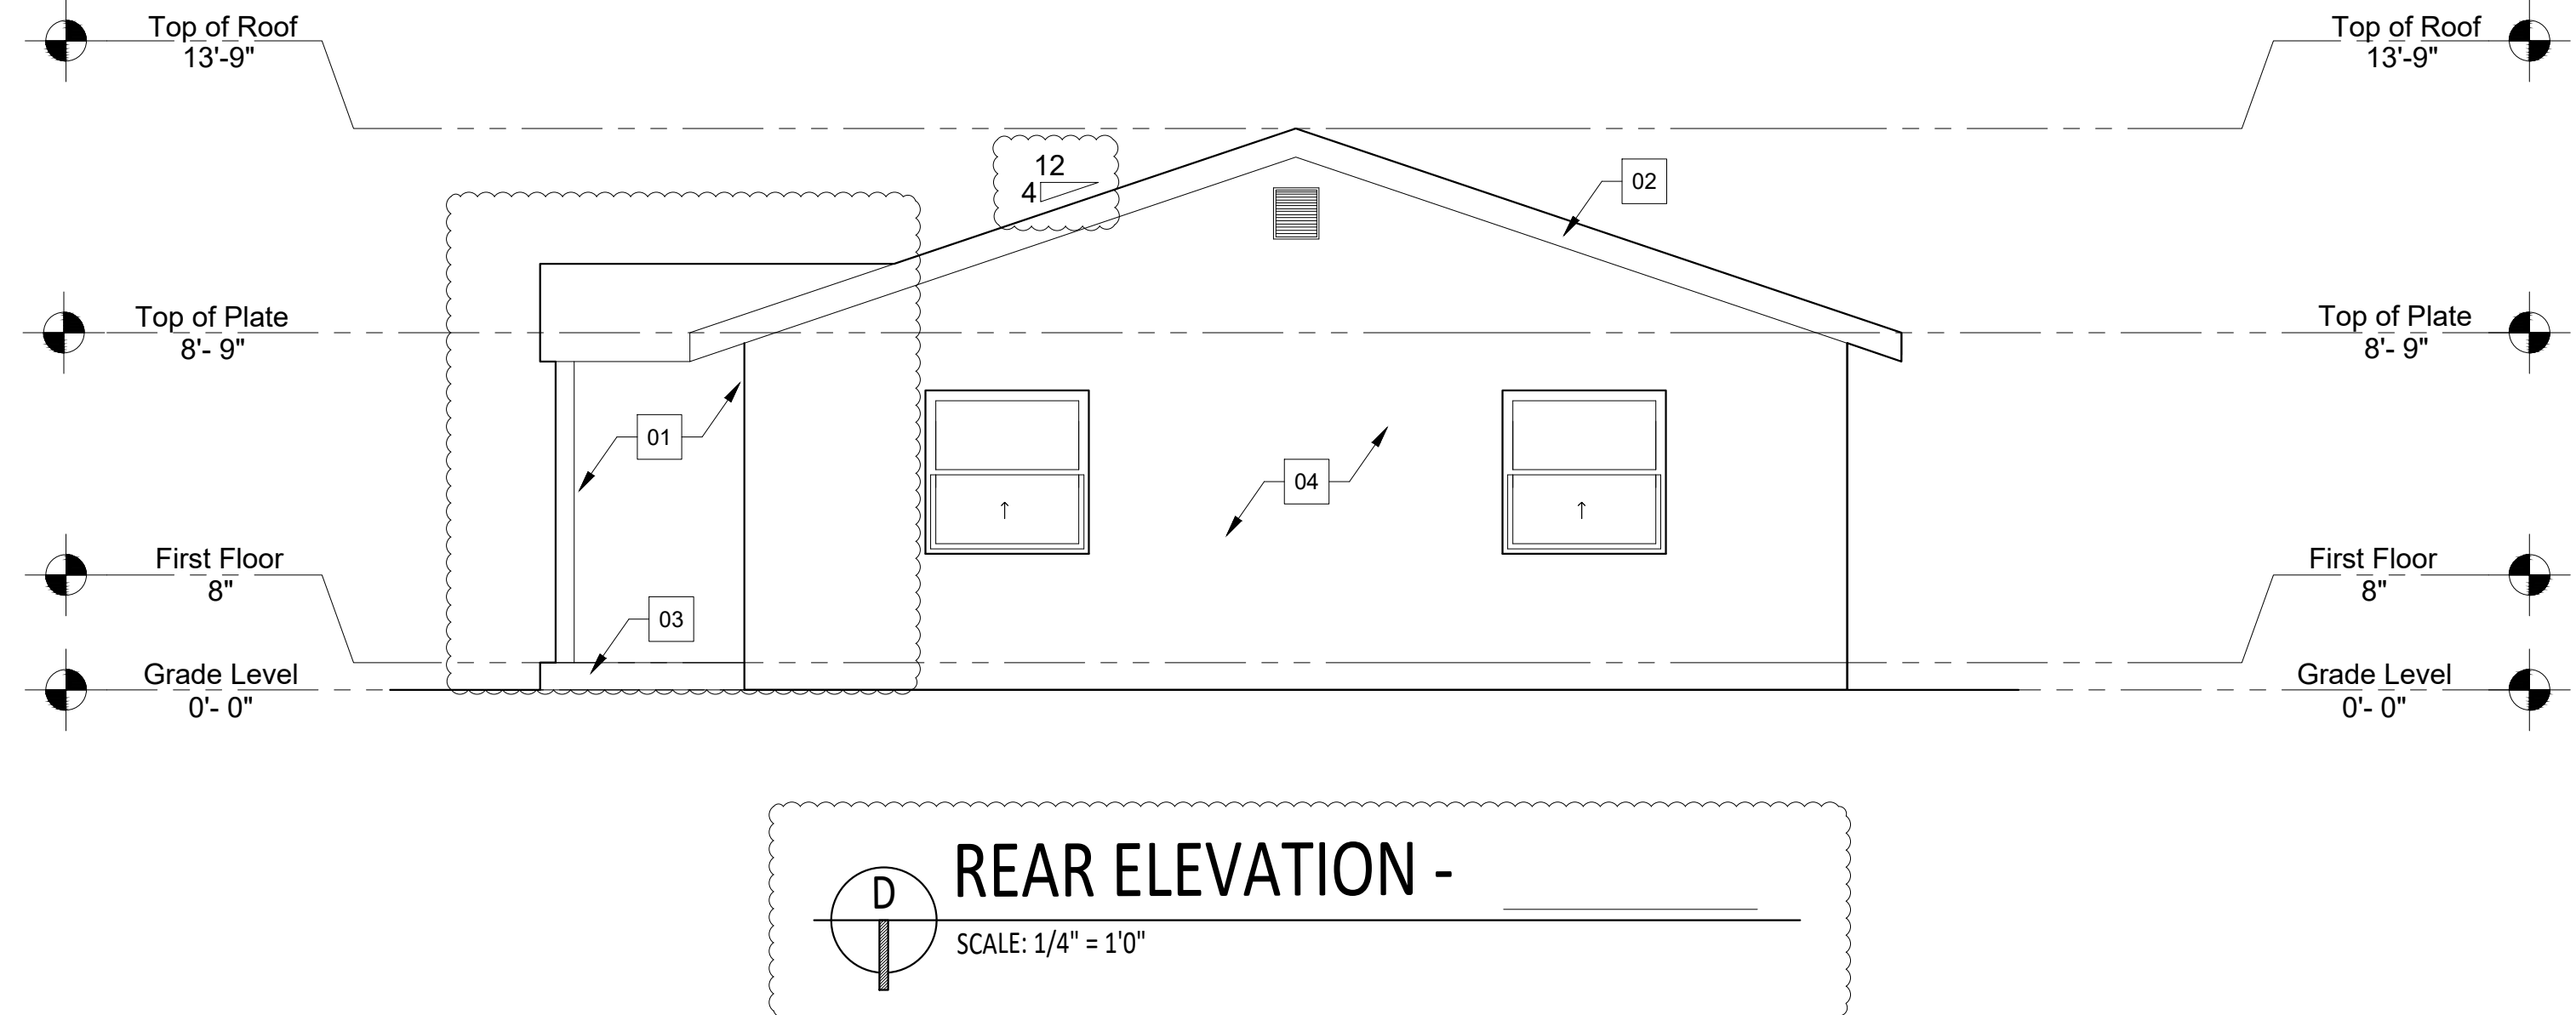 Top of Roof
13'-9"
Top of Roof
13'-9"
12
4
02
Top of Plate
8'- 9"
Top of Plate
8'- 9"
01
04
First Floor
8"
First Floor
8"
03
Grade Level
0'- 0"
Grade Level
0'- 0"
D
REAR ELEVATION -
SCALE: 1/4" = 1'0"